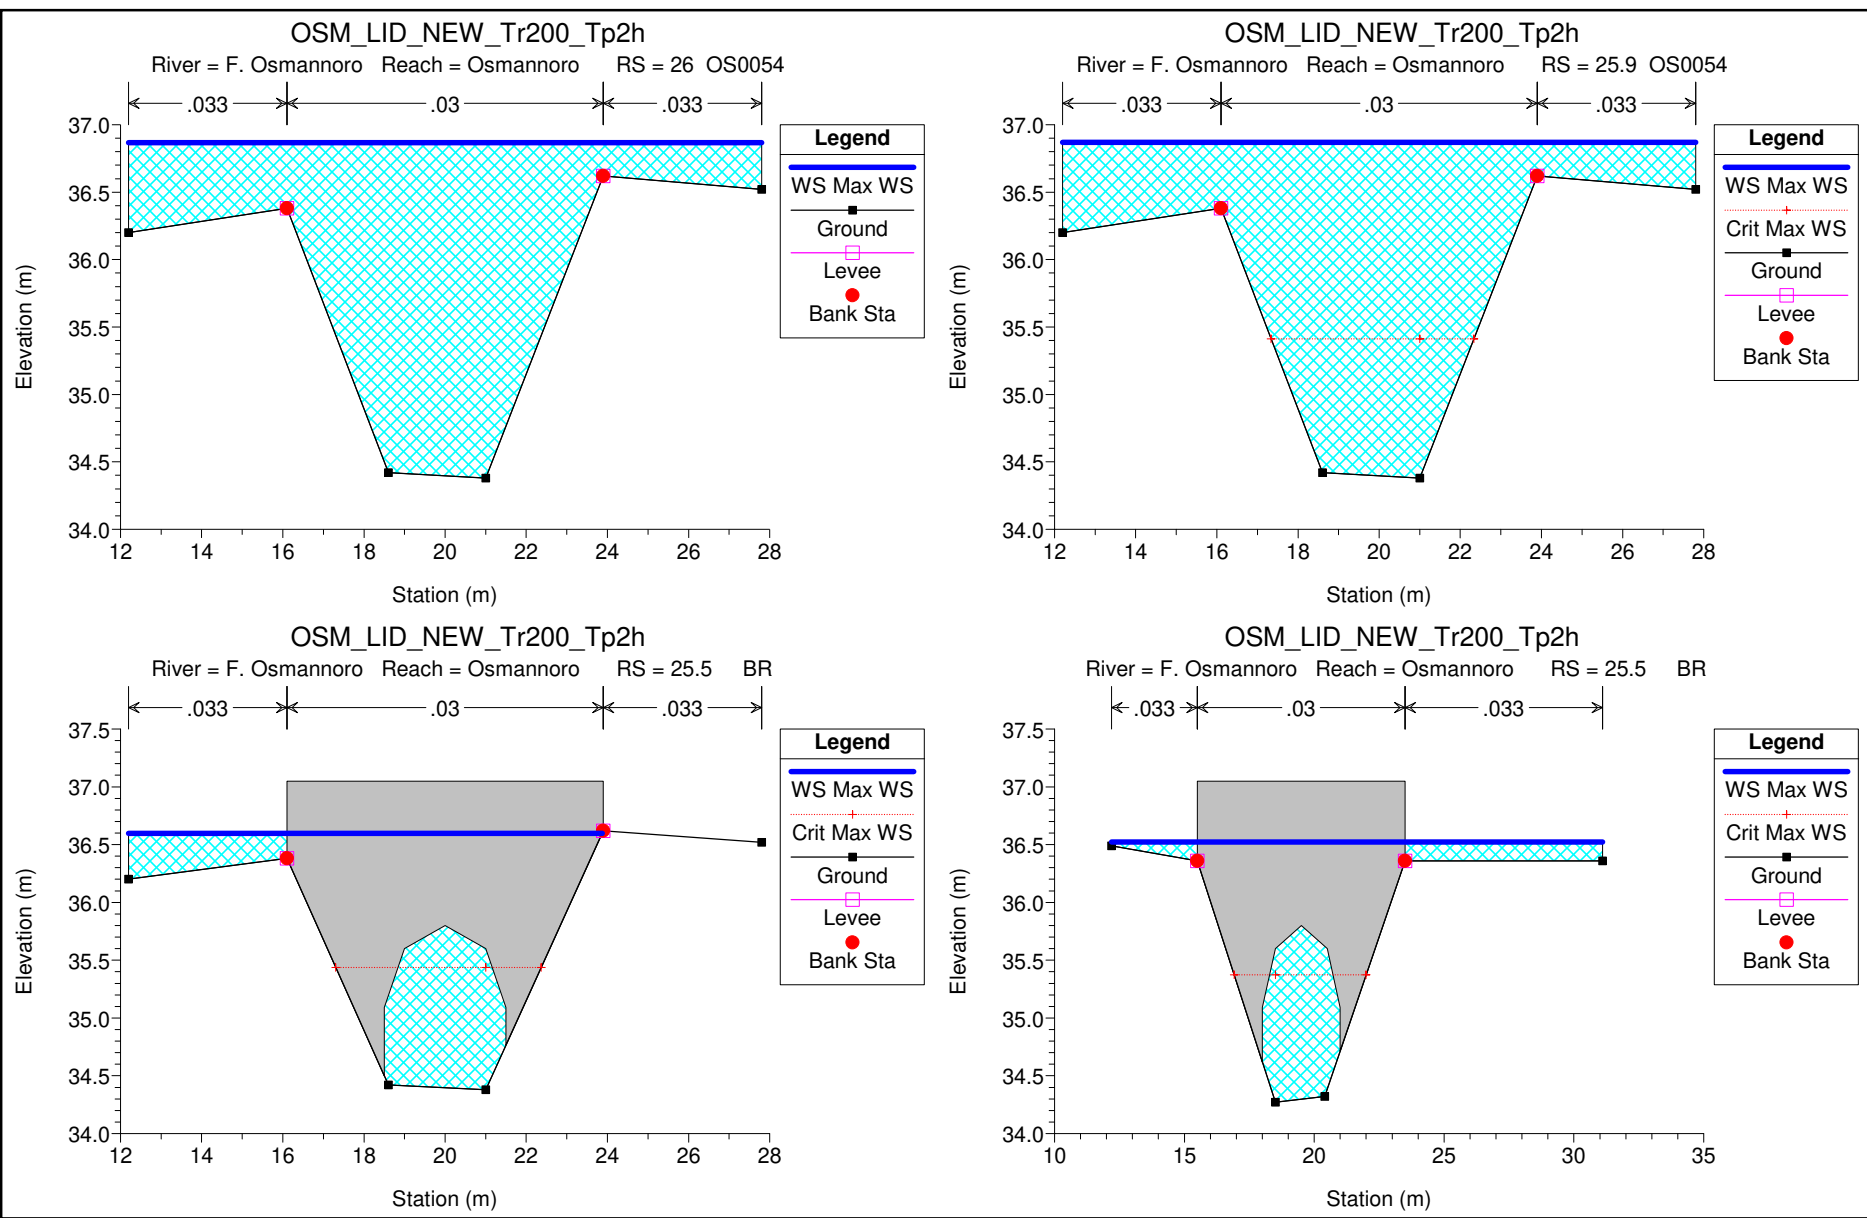 OSM_LID_NEW_Tr200_Tp2h
River = F. Osmannoro Reach = Osmannoro RS = 26 OS0054
.033 .03 .033
37.0
36.5
36.0
35.5
35.0
34.5
34.0
Elevation (m)
12 14 16 18 20 22 24 26 28
Station (m)
Legend
WS Max WS
Ground
Levee
Bank Sta
OSM_LID_NEW_Tr200_Tp2h
River = F. Osmannoro Reach = Osmannoro RS = 25.9 OS0054
.033 .03 .033
37.0
36.5
36.0
35.5
35.0
34.5
34.0
Elevation (m)
12 14 16 18 20 22 24 26 28
Station (m)
Legend
WS Max WS
Crit Max WS
Ground
Levee
Bank Sta
OSM_LID_NEW_Tr200_Tp2h
River = F. Osmannoro Reach = Osmannoro RS = 25.5 BR
.033 .03 .033
37.5
37.0
36.5
36.0
35.5
35.0
34.5
34.0
Elevation (m)
12 14 16 18 20 22 24 26 28
Station (m)
Legend
WS Max WS
Crit Max WS
Ground
Levee
Bank Sta
OSM_LID_NEW_Tr200_Tp2h
River = F. Osmannoro Reach = Osmannoro RS = 25.5 BR
.033 .03 .033
37.5
37.0
36.5
36.0
35.5
35.0
34.5
34.0
Elevation (m)
10 15 20 25 30 35
Station (m)
Legend
WS Max WS
Crit Max WS
Ground
Levee
Bank Sta